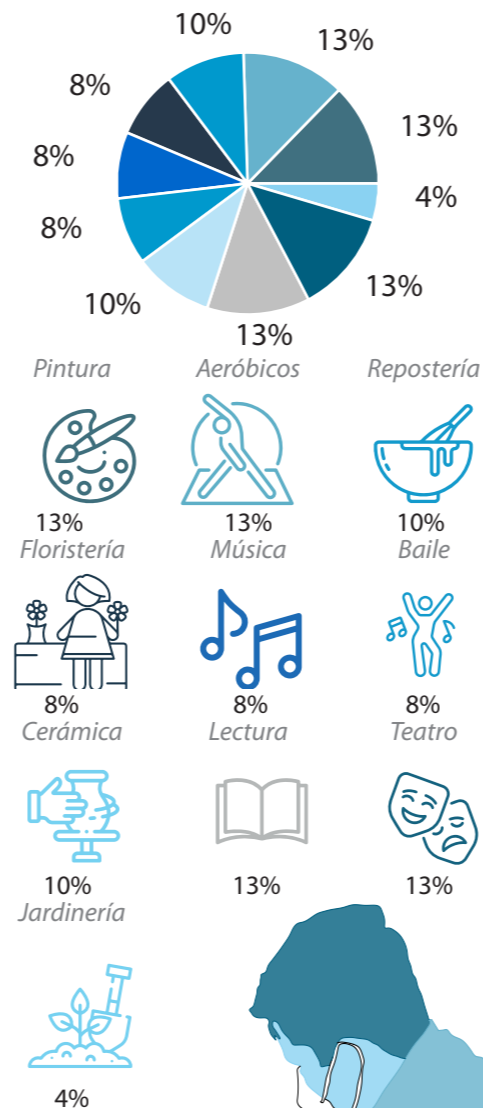 10%
13%
8%
13%
8%
4%
8%
13%
10%
13%
Pintura Aeróbicos Repostería
13% 13% 10%
Floristería Música Baile
8% 8% 8%
Cerámica Lectura Teatro
10% 13% 13%
Jardinería
4%